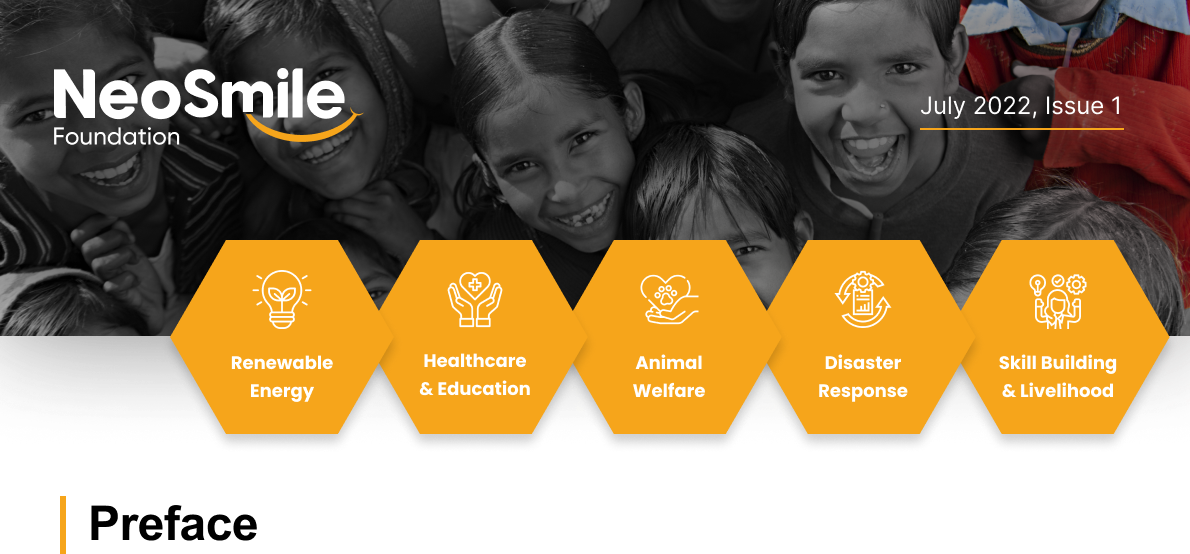 NeoSmile
Foundation
July 2022, Issue 1
Renewable
Energy
Healthcare
& Education
Animal
Welfare
Disaster
Response
Skill Building
& Livelihood
Preface